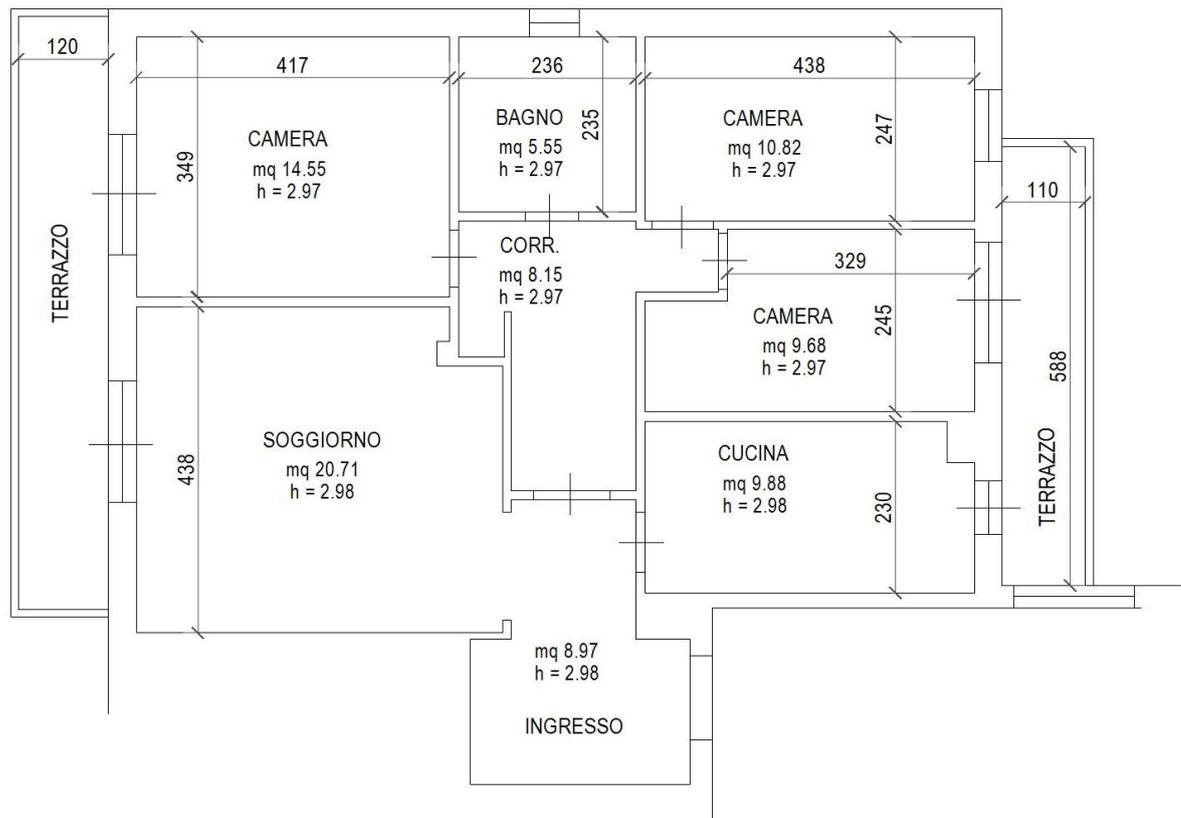 120
417
236
438
CAMERA
mq 14.55
h = 2.97
349
BAGNO
mq 5.55
h = 2.97
235
CAMERA
mq 10.82
h = 2.97
247
110
TERRAZZO
CORR.
mq 8.15
h = 2.97
329
CAMERA
mq 9.68
h = 2.97
245
588
SOGGIORNO
mq 20.71
h = 2.98
438
CUCINA
mq 9.88
h = 2.98
230
TERRAZZO
mq 8.97
h = 2.98
INGRESSO